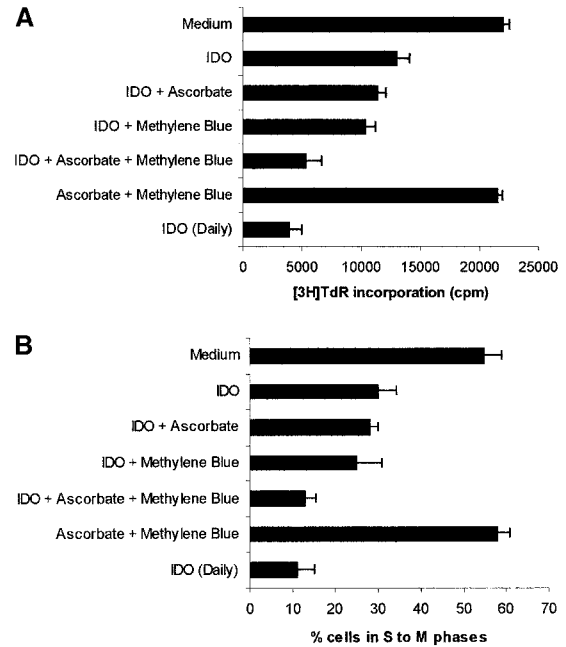 A
Medium
IDO
IDO + Ascorbate
IDO + Methylene Blue
IDO + Ascorbate + Methylene Blue
Ascorbate + Methylene Blue
IDO (Daily)
0 5000 10000 15000 20000 25000
[3H]TdR incorporation (cpm)
B
Medium
IDO
IDO + Ascorbate
IDO + Methylene Blue
IDO + Ascorbate + Methylene Blue
Ascorbate + Methylene Blue
IDO (Daily)
0 10 20 30 40 50 60 70
% cells in S to M phases